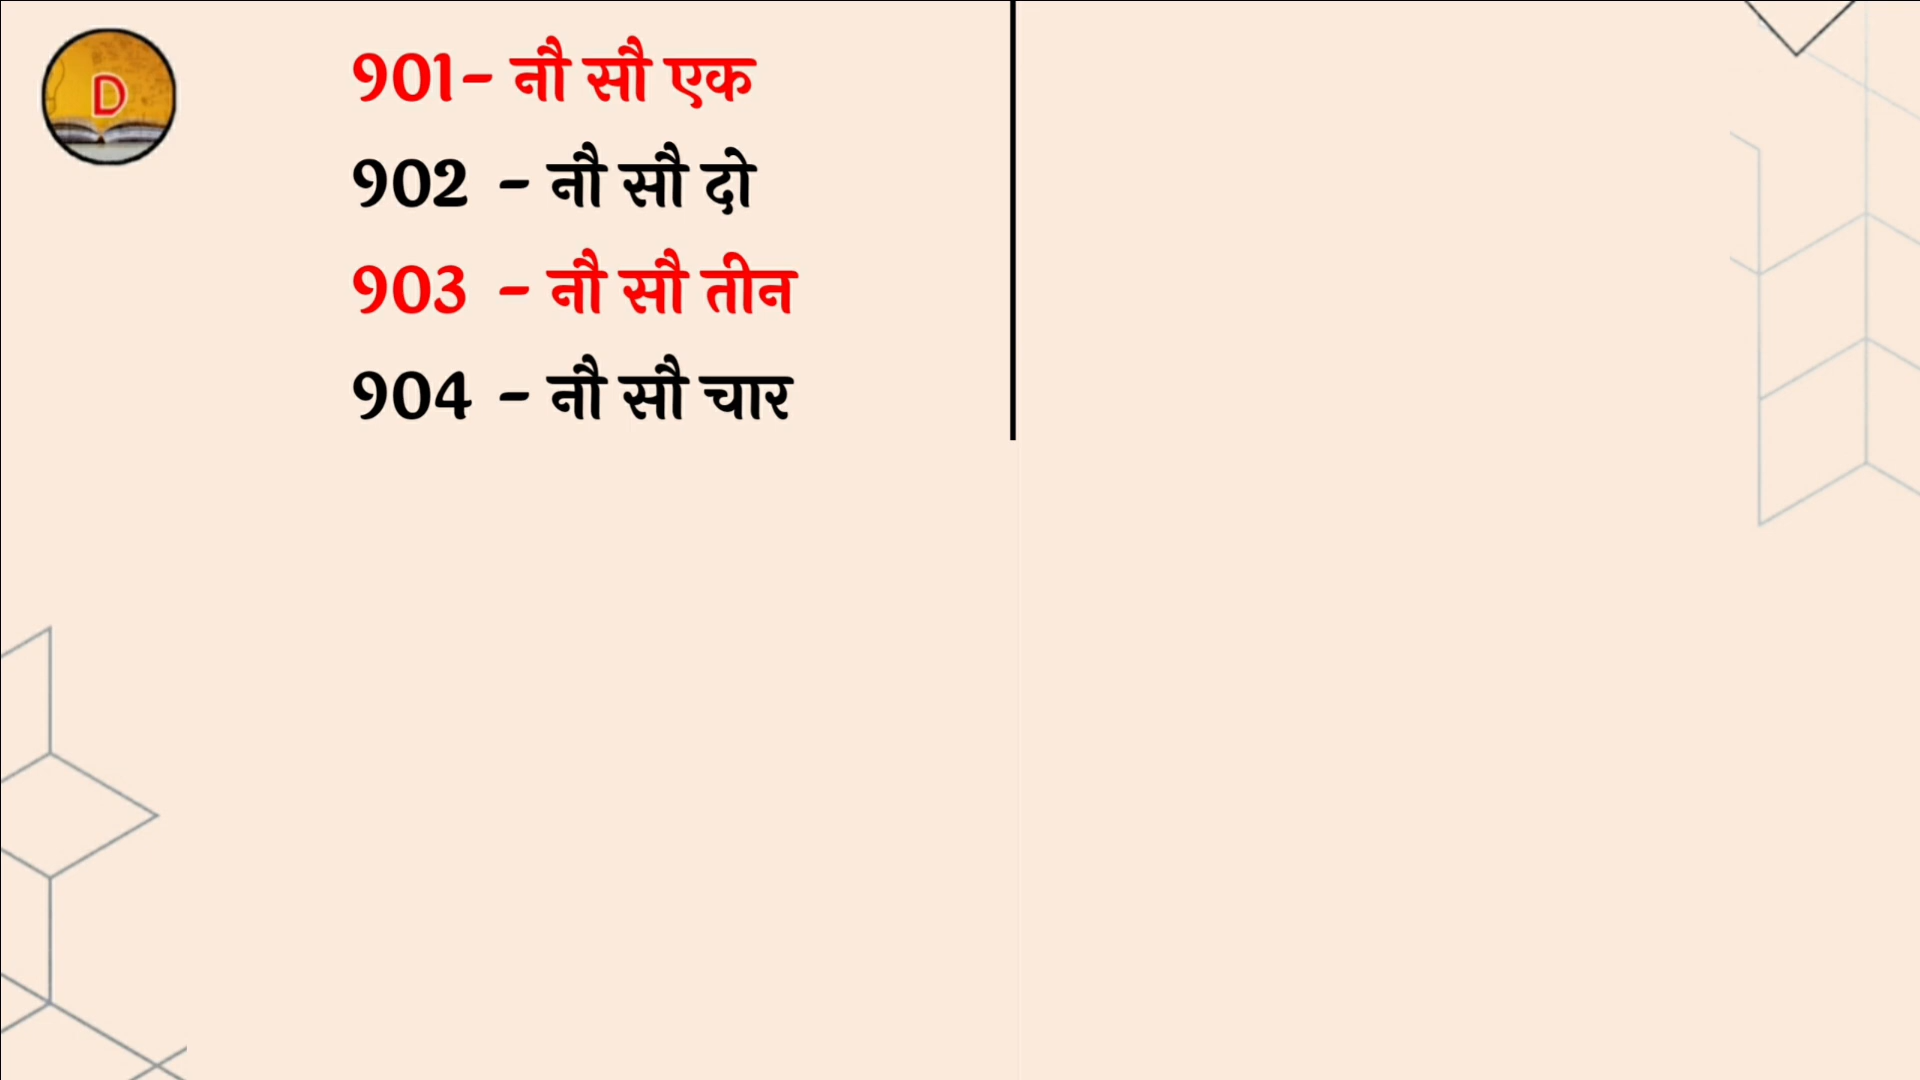 D
901- नौ सौ एक
902 - नौ सौ दो
903 - नौ सौ तीन
904 - नौ सौ चार